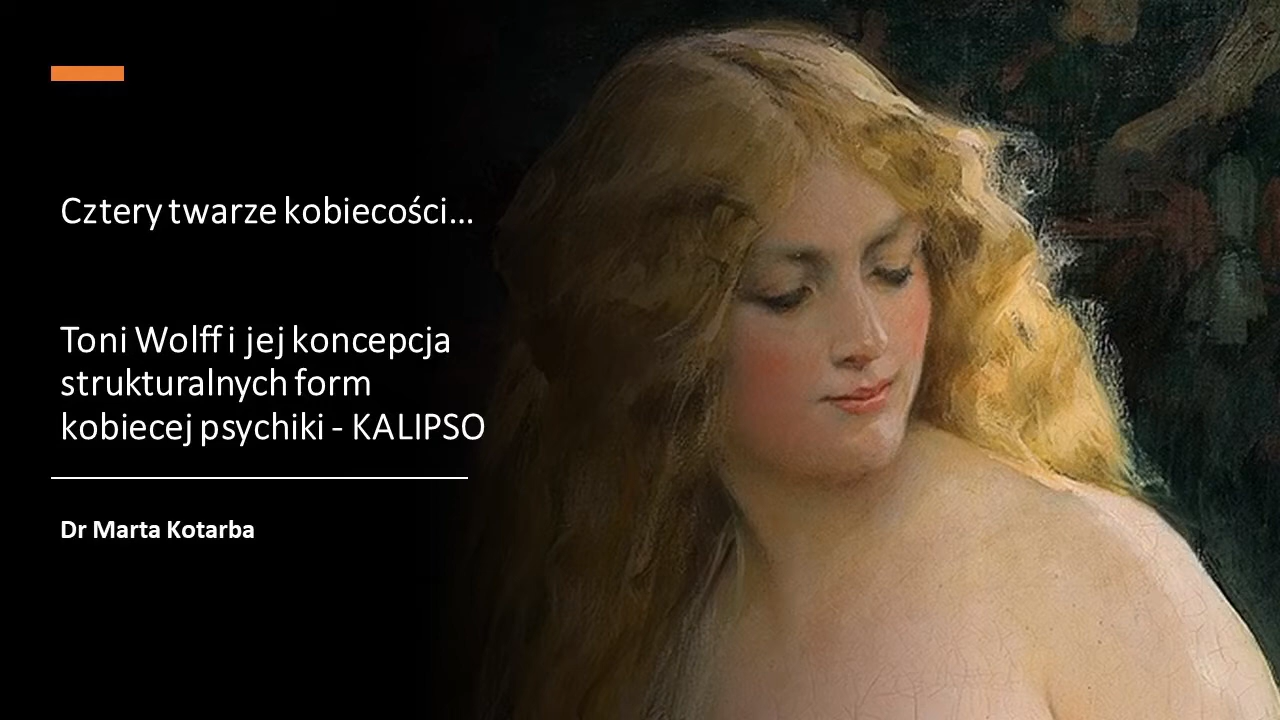 Cztery twarze kobiecości...
Toni Wolff i jej koncepcja
strukturalnych form
kobiecej psychiki - KALIPSO
Dr Marta Kotarba